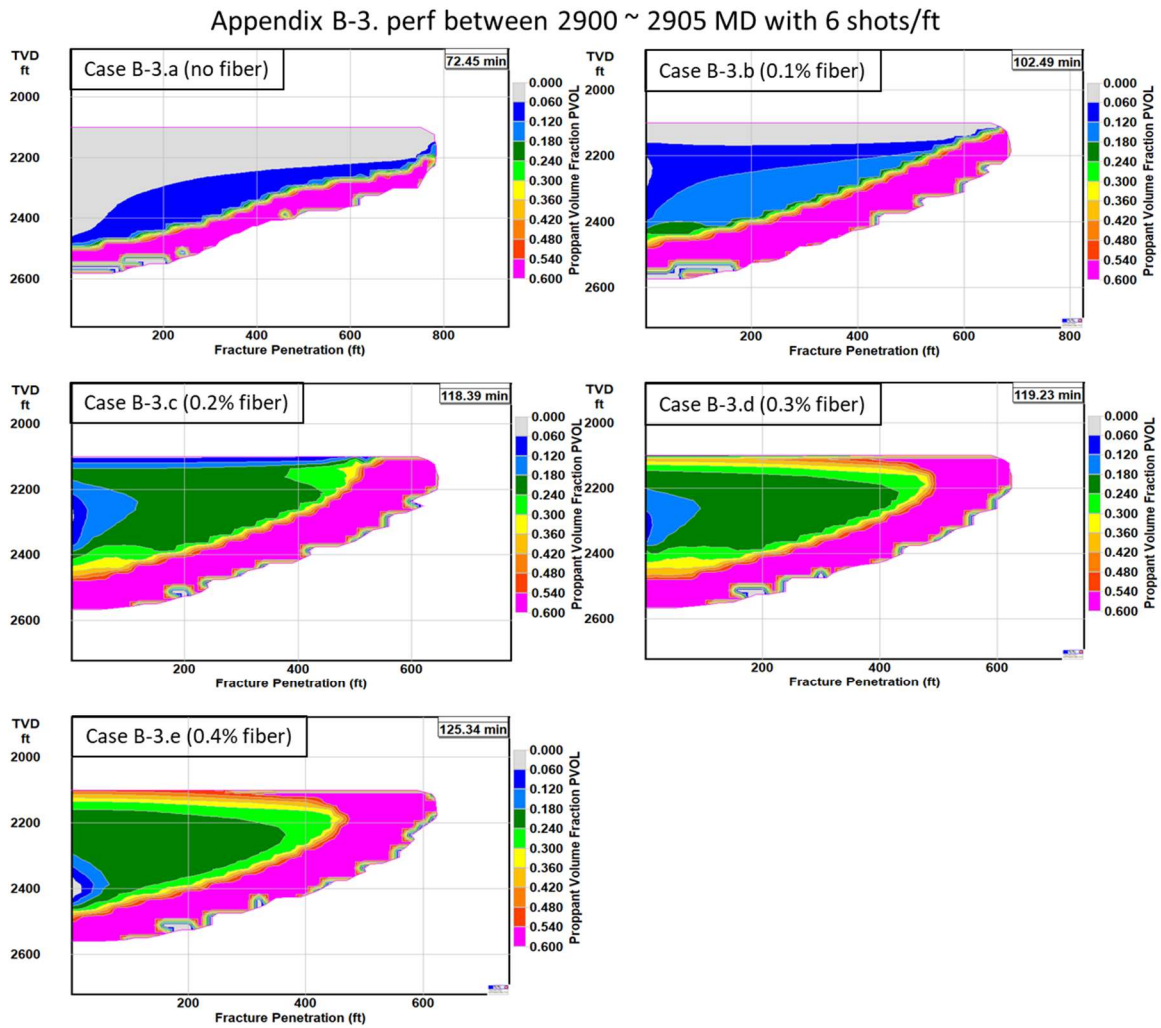 Appendix B-3. perf between 2900 ~ 2905 MD with 6 shots/ft
TVD
ft
Case B-3.a (no fiber)
72.45 min
2000
2200
2400
2600
200
400
600
800
Fracture Penetration (ft)
0.000
0.060
0.120
0.180
0.240
0.300
0.360
0.420
0.480
0.540
0.600
Proppant Volume Fraction PVOL
TVD
ft
Case B-3.b (0.1% fiber)
102.49 min
2000
2200
2400
2600
200
400
600
800
Fracture Penetration (ft)
0.000
0.060
0.120
0.180
0.240
0.300
0.360
0.420
0.480
0.540
0.600
Proppant Volume Fraction PVOL
TVD
ft
Case B-3.c (0.2% fiber)
118.39 min
2000
2200
2400
2600
200
400
600
Fracture Penetration (ft)
0.000
0.060
0.120
0.180
0.240
0.300
0.360
0.420
0.480
0.540
0.600
Proppant Volume Fraction PVOL
TVD
ft
Case B-3.d (0.3% fiber)
119.23 min
2000
2200
2400
2600
200
400
600
Fracture Penetration (ft)
0.000
0.060
0.120
0.180
0.240
0.300
0.360
0.420
0.480
0.540
0.600
Proppant Volume Fraction PVOL
TVD
ft
Case B-3.e (0.4% fiber)
125.34 min
2000
2200
2400
2600
200
400
600
Fracture Penetration (ft)
0.000
0.060
0.120
0.180
0.240
0.300
0.360
0.420
0.480
0.540
0.600
Proppant Volume Fraction PVOL